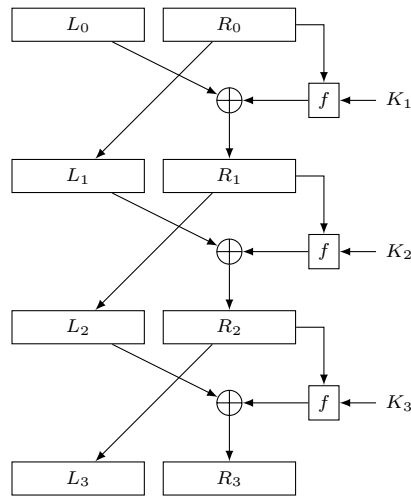 L₀ R₀
f K₁
L₁ R₁
f K₂
L₂ R₂
f K₃
L₃ R₃